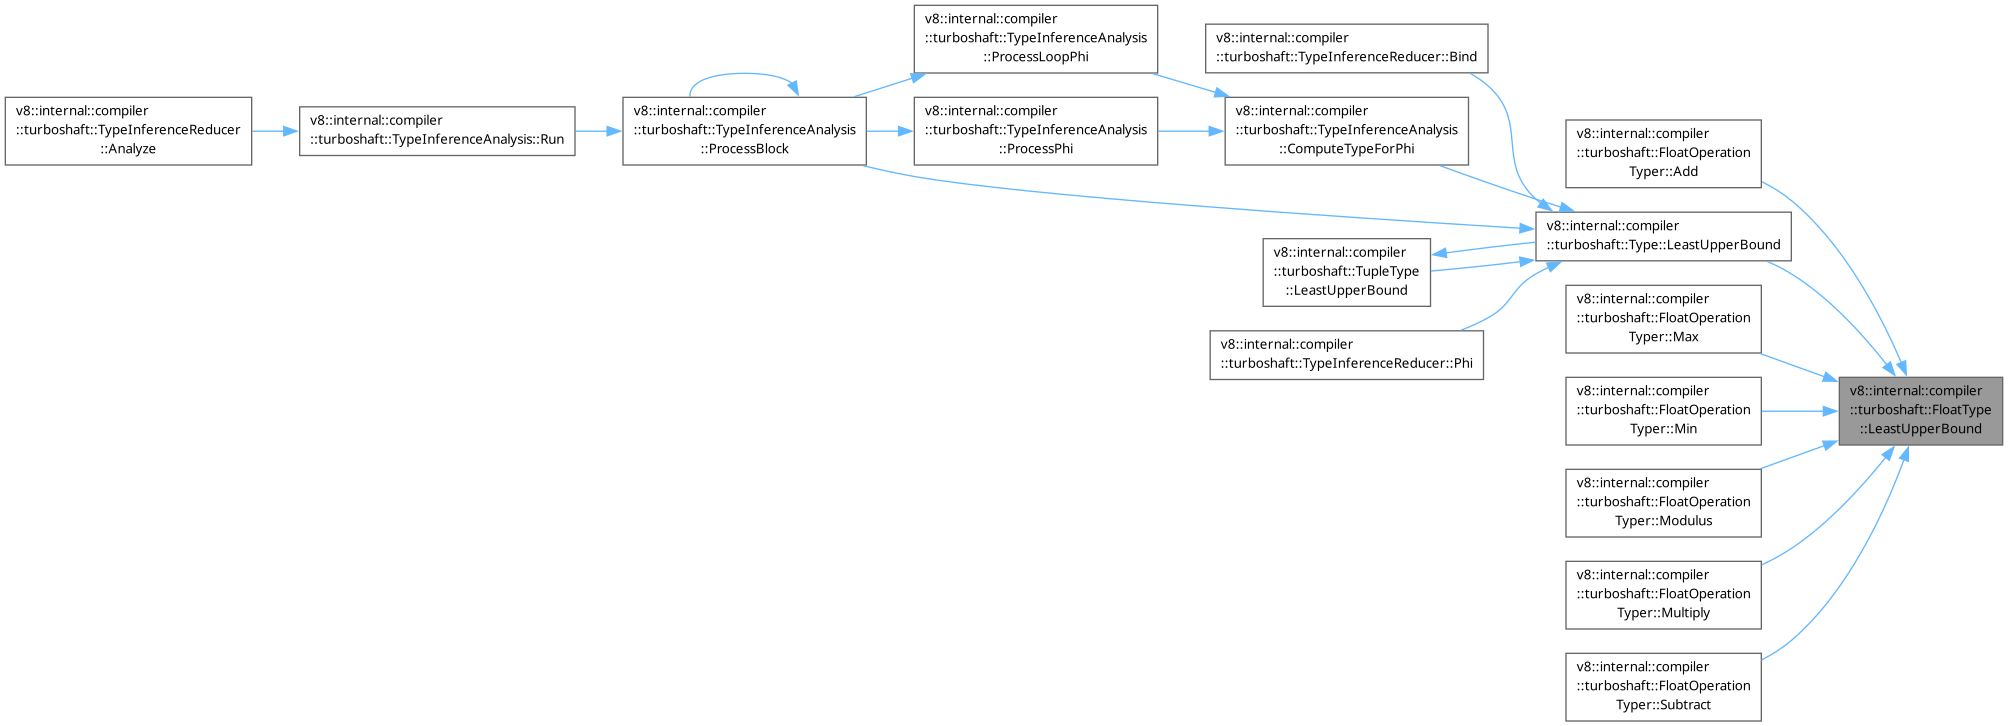 v8::internal::compiler
::turboshaft::TypeInferenceReducer
::Analyze
v8::internal::compiler
::turboshaft::TypeInferenceAnalysis::Run
v8::internal::compiler
::turboshaft::TypeInferenceAnalysis
::ProcessBlock
v8::internal::compiler
::turboshaft::TypeInferenceAnalysis
::ProcessLoopPhi
v8::internal::compiler
::turboshaft::TypeInferenceAnalysis
::ProcessPhi
v8::internal::compiler
::turboshaft::TypeInferenceReducer::Bind
v8::internal::compiler
::turboshaft::TypeInferenceAnalysis
::ComputeTypeForPhi
v8::internal::compiler
::turboshaft::TupleType
::LeastUpperBound
v8::internal::compiler
::turboshaft::TypeInferenceReducer::Phi
v8::internal::compiler
::turboshaft::FloatOperation
Typer::Add
v8::internal::compiler
::turboshaft::Type::LeastUpperBound
v8::internal::compiler
::turboshaft::FloatOperation
Typer::Max
v8::internal::compiler
::turboshaft::FloatOperation
Typer::Min
v8::internal::compiler
::turboshaft::FloatOperation
Typer::Modulus
v8::internal::compiler
::turboshaft::FloatOperation
Typer::Multiply
v8::internal::compiler
::turboshaft::FloatOperation
Typer::Subtract
v8::internal::compiler
::turboshaft::FloatType
::LeastUpperBound